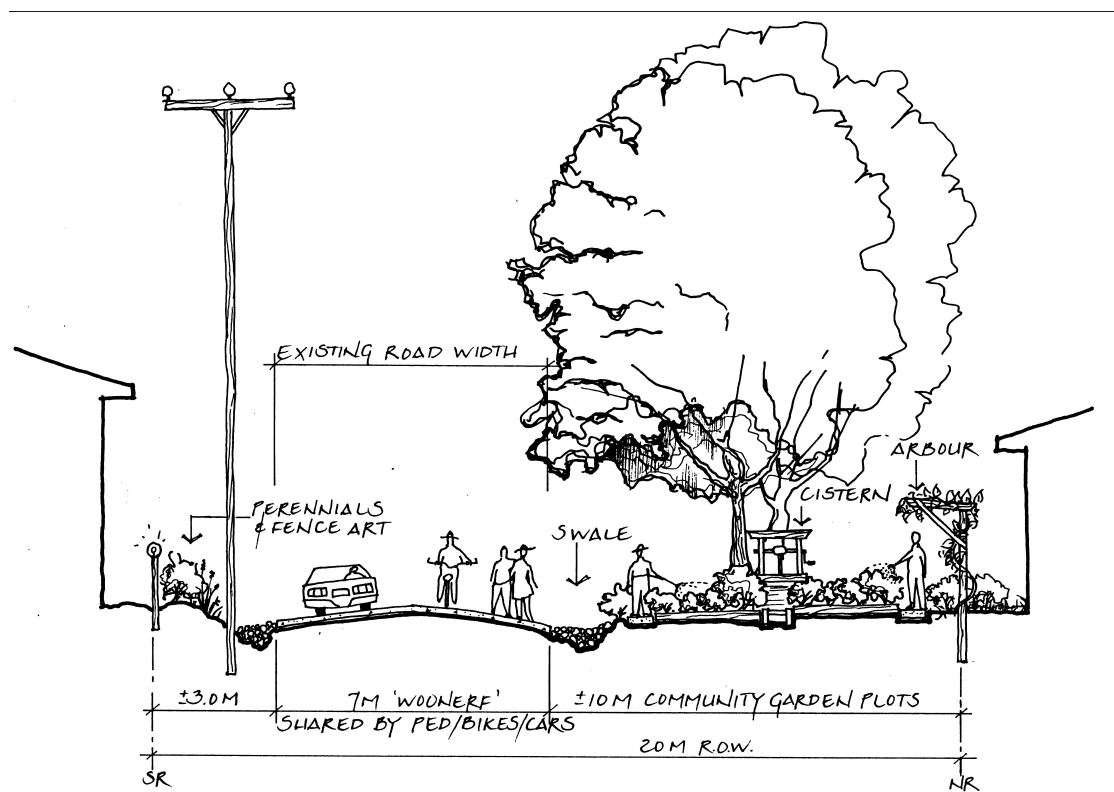 EXISTING ROAD WIDTH
ARBOUR
CISTERN
PERENNIALS
& FENCE ART
SWALE
±3.0M
7M 'WOONERF'
±10M COMMUNITY GARDEN PLOTS
SHARED BY PED/BIKES/CARS
20M R.O.W.
SR
NR